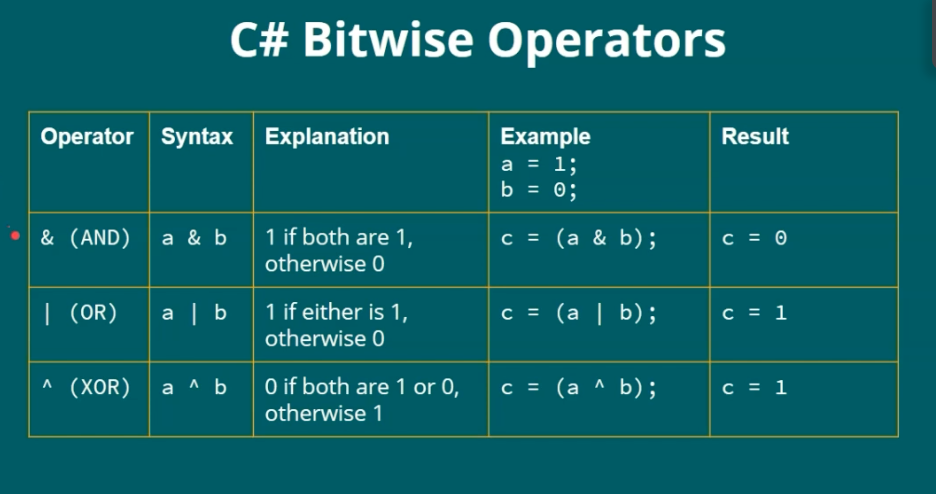 C# Bitwise Operators
Operator Syntax Explanation Example Result
a = 1;
b = 0;
& (AND) a & b 1 if both are 1, c = (a & b); c = 0
otherwise 0
| (OR) a | b 1 if either is 1, c = (a | b); c = 1
otherwise 0
^ (XOR) a ^ b 0 if both are 1 or 0, c = (a ^ b); c = 1
otherwise 1